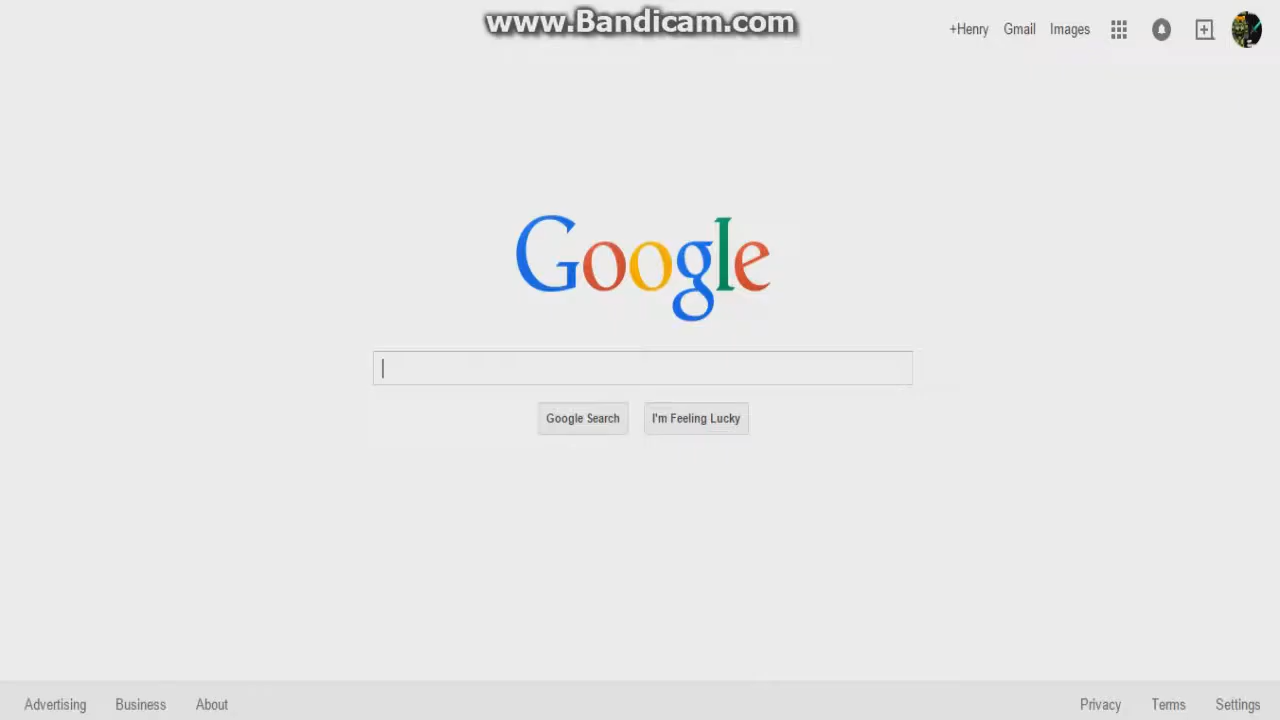 www.Bandicam.com
+Henry Gmail Images
Google
Google Search I'm Feeling Lucky
Advertising Business About Privacy Terms Settings